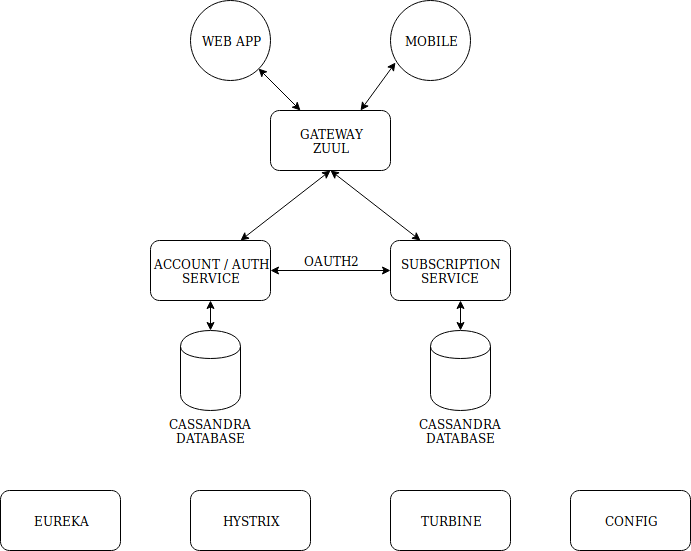 WEB APP
MOBILE
GATEWAY
ZUUL
ACCOUNT / AUTH
SERVICE
OAUTH2
SUBSCRIPTION
SERVICE
CASSANDRA
DATABASE
CASSANDRA
DATABASE
EUREKA
HYSTRIX
TURBINE
CONFIG